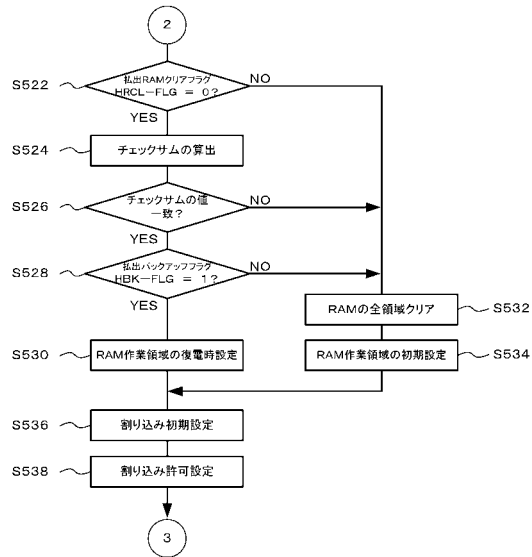 2
S522
払出RAMクリアフラグ
HRCL-FLG = 0?
NO
YES
S524
チェックサムの算出
S526
チェックサムの値
一致?
NO
YES
S528
払出バックアップフラグ
HBK-FLG = 1?
NO
YES
RAMの全領域クリア
S532
S530
RAM作業領域の復電時設定
RAM作業領域の初期設定
S534
S536
割り込み初期設定
S538
割り込み許可設定
3